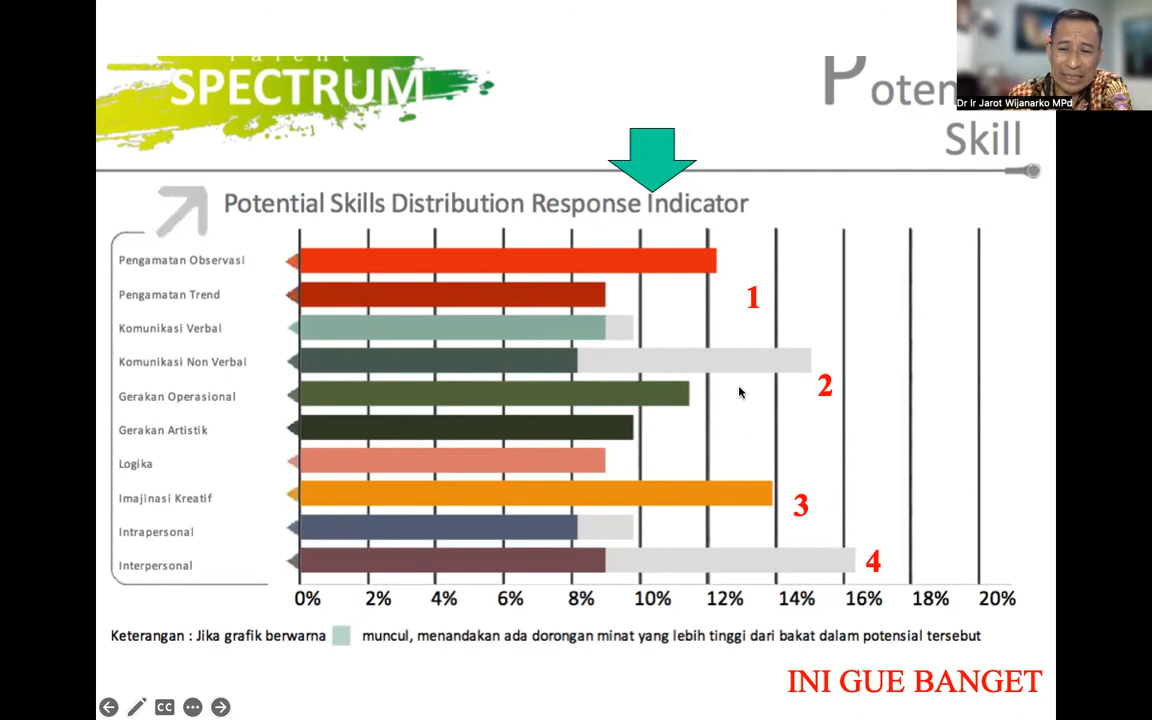 Talent
SPECTRUM
Dr Ir Jarot Wijanarko MPd
Skill
Potential Skills Distribution Response Indicator
Pengamatan Observasi
Pengamatan Trend
Komunikasi Verbal
Komunikasi Non Verbal
Gerakan Operasional
Gerakan Artistik
Logika
Imajinasi Kreatif
Intrapersonal
Interpersonal
1
2
3
4
0% 2% 4% 6% 8% 10% 12% 14% 16% 18% 20%
Keterangan : Jika grafik berwarna muncul, menandakan ada dorongan minat yang lebih tinggi dari bakat dalam potensial tersebut
INI GUE BANGET
CC